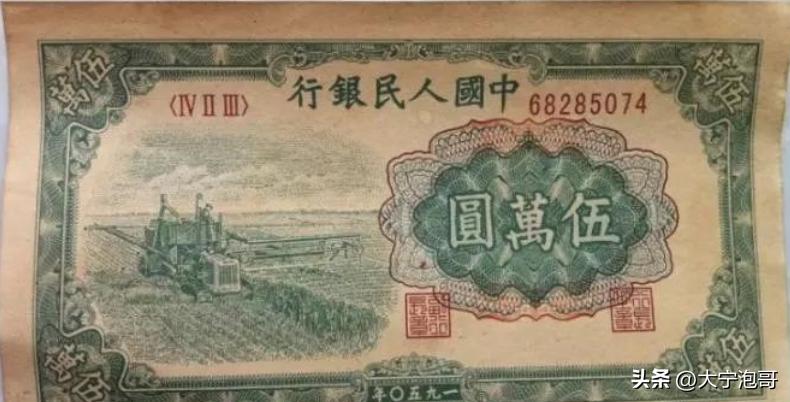 伍萬
伍萬
中國人民銀行
〈Ⅳ Ⅱ Ⅲ〉
68285074
伍萬圓
伍萬
伍萬
一九五〇年
头条 @大宁泡哥